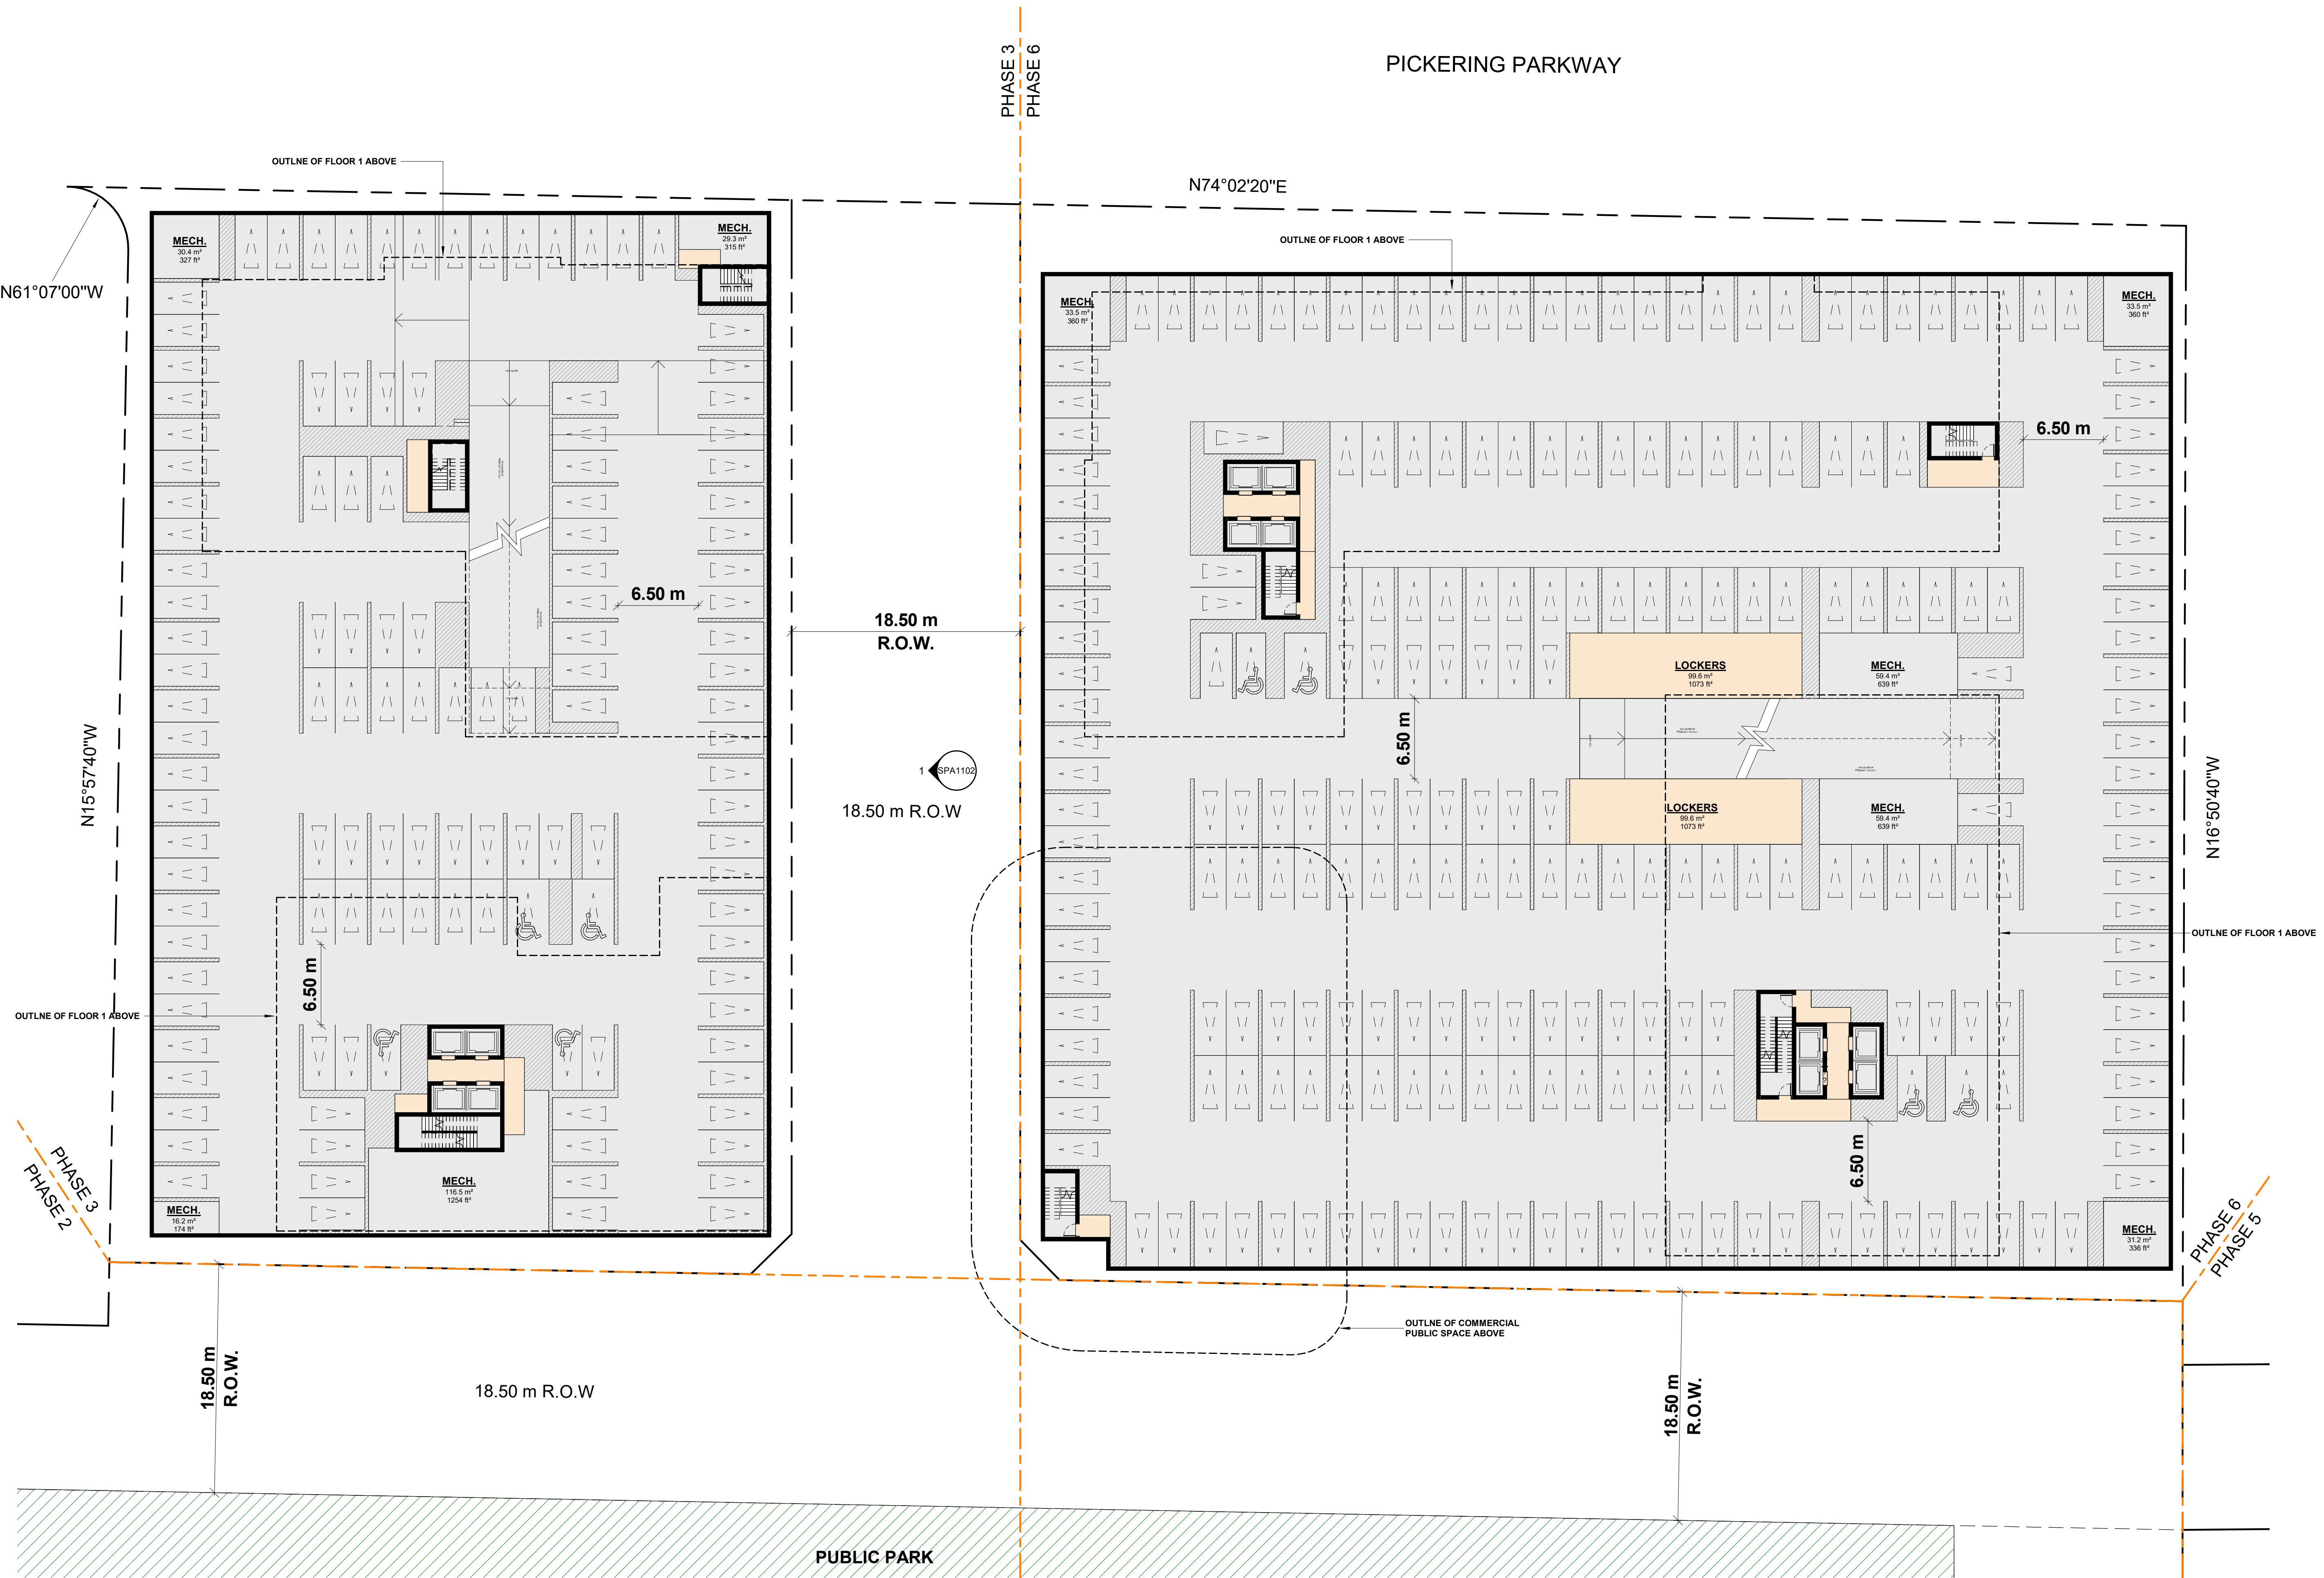 PICKERING PARKWAY
PHASE 3
PHASE 6
OUTLNE OF FLOOR 1 ABOVE
N74°02'20"E
OUTLNE OF FLOOR 1 ABOVE
N61°07'00"W
MECH.
30.4 m²
327 ft²
MECH.
29.3 m²
315 ft²
MECH.
33.5 m²
360 ft²
MECH.
33.5 m²
360 ft²
6.50 m
6.50 m
18.50 m
R.O.W.
LOCKERS
99.6 m²
1073 ft²
MECH.
59.4 m²
639 ft²
N15°57'40"W
6.50 m
1
SPA1102
18.50 m R.O.W
LOCKERS
99.6 m²
1073 ft²
MECH.
59.4 m²
639 ft²
N16°50'40"W
OUTLNE OF FLOOR 1 ABOVE
6.50 m
OUTLNE OF FLOOR 1 ABOVE
6.50 m
PHASE 3
PHASE 2
MECH.
116.5 m²
1254 ft²
MECH.
16.2 m²
174 ft²
MECH.
31.2 m²
336 ft²
PHASE 6
PHASE 5
OUTLNE OF COMMERCIAL
PUBLIC SPACE ABOVE
18.50 m
R.O.W.
18.50 m R.O.W
18.50 m
R.O.W.
PUBLIC PARK